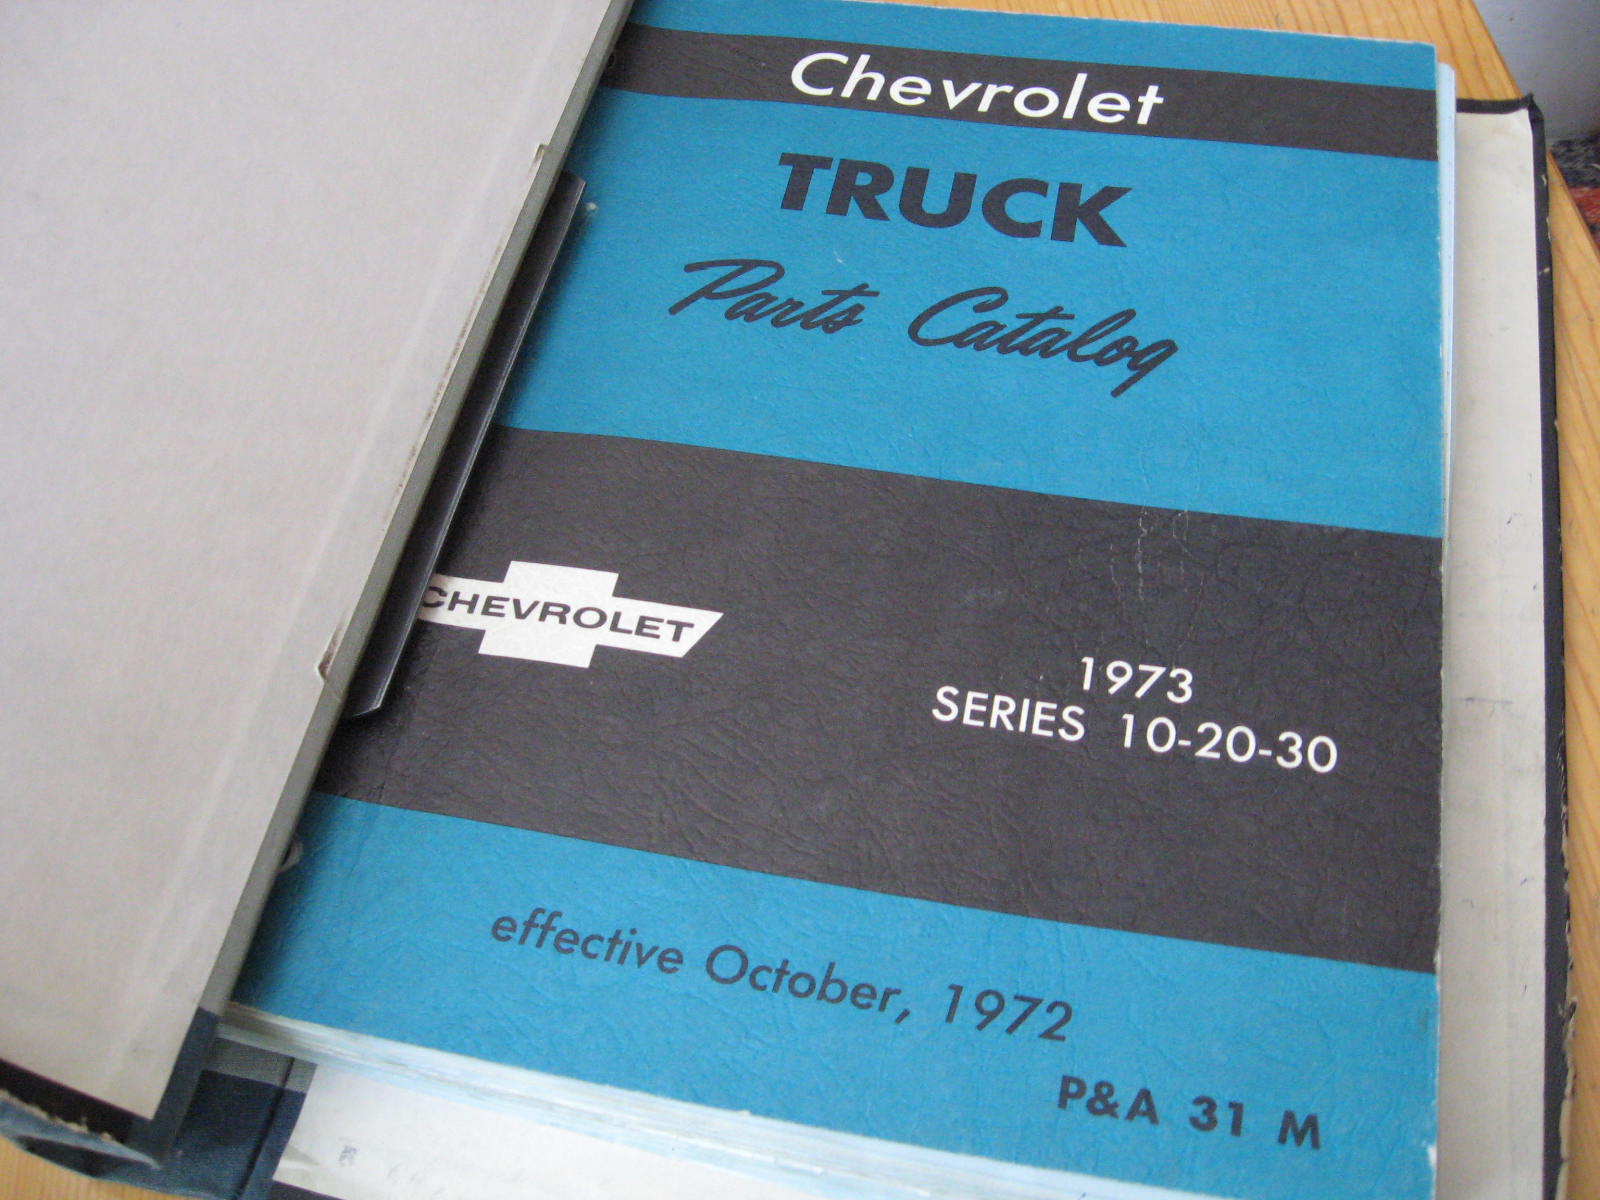 Chevrolet
TRUCK
Parts Catalog
CHEVROLET
1973
SERIES 10-20-30
effective October, 1972
P&A 31 M